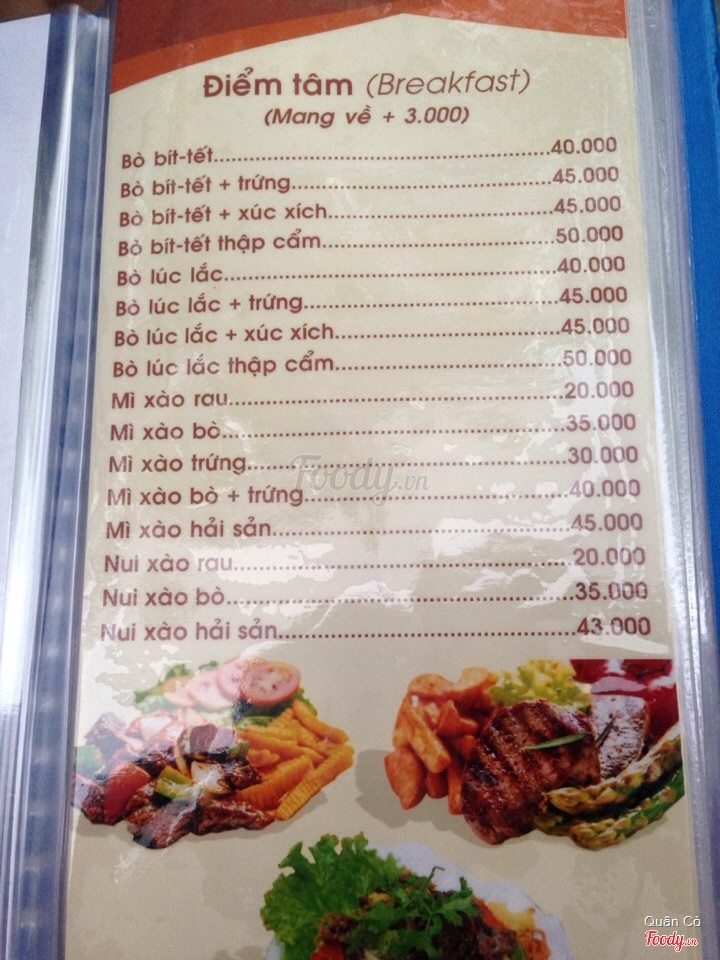 Điểm tâm (Breakfast)
(Mang về + 3.000)
Bò bít-tết........................................40.000
Bò bít-tết + trứng................................45.000
Bò bít-tết + xúc xích.............................45.000
Bò bít-tết thập cẩm...............................50.000
Bò lúc lắc........................................40.000
Bò lúc lắc + trứng................................45.000
Bò lúc lắc + xúc xích.............................45.000
Bò lúc lắc thập cẩm...............................50.000
Mì xào rau........................................20.000
Mì xào bò.........................................35.000
Mì xào trứng......................................30.000
Mì xào bò + trứng.................................40.000
Mì xào hải sản....................................45.000
Nui xào rau.......................................20.000
Nui xào bò........................................35.000
Nui xào hải sản...................................43.000
Foody.vn
Quán Cỏ
Foody.vn